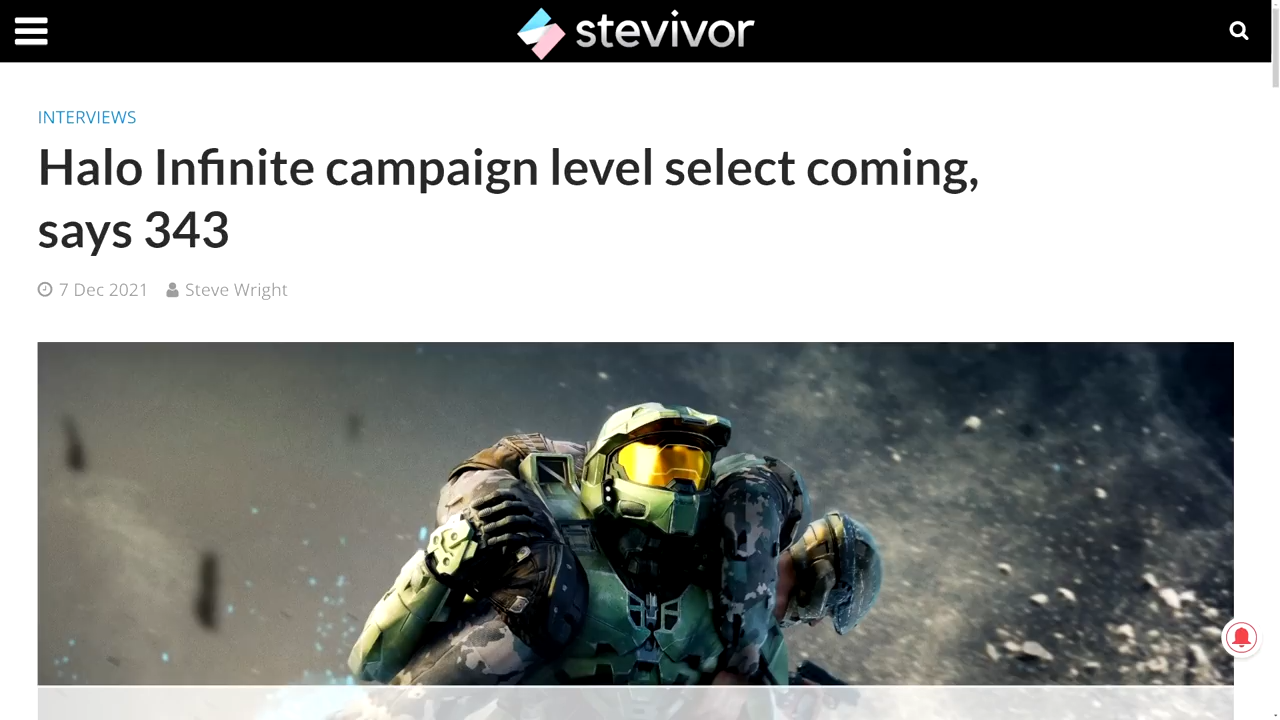 stevivor
INTERVIEWS
Halo Infinite campaign level select coming,
says 343
7 Dec 2021 Steve Wright